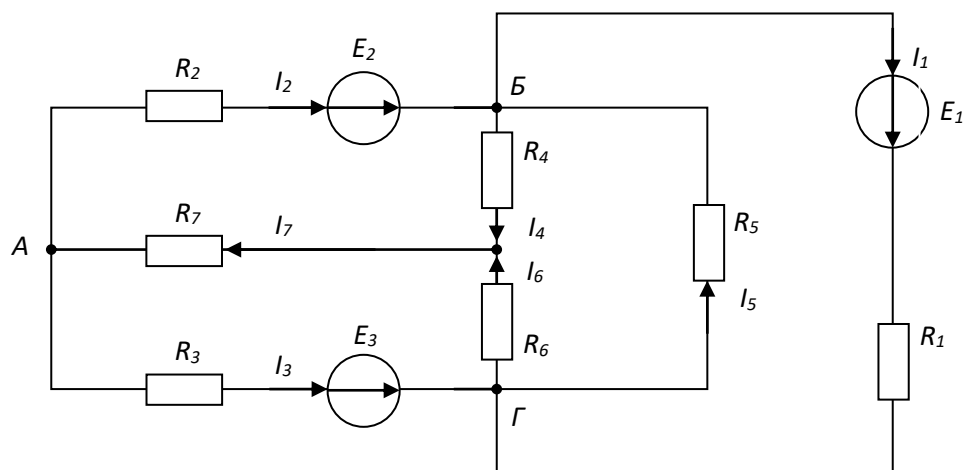 E₂
R₂ I₂ Б I₁
E₁
R₄
R₇ I₇ I₄ R₅
А
I₆
I₅
E₃ R₆ R₁
R₃ I₃
Г